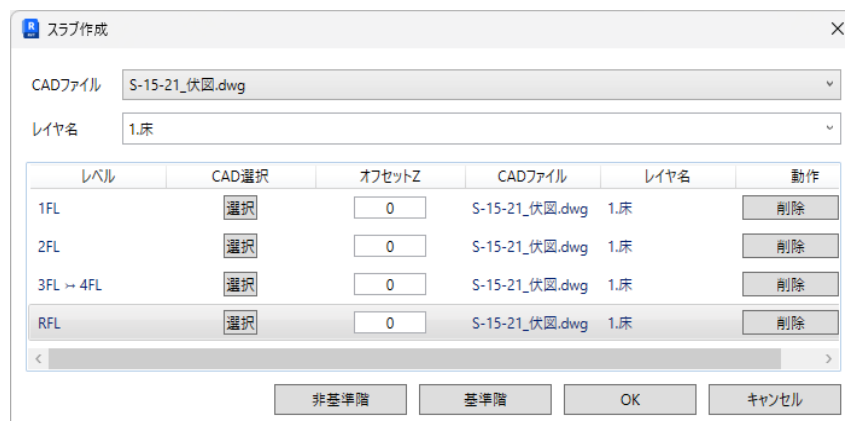 スラブ作成
CADファイル S-15-21_伏図.dwg
レイヤ名 1.床
レベル CAD選択 オフセットZ CADファイル レイヤ名 動作
1FL 選択 0 S-15-21_伏図.dwg 1.床 削除
2FL 選択 0 S-15-21_伏図.dwg 1.床 削除
3FL ↣ 4FL 選択 0 S-15-21_伏図.dwg 1.床 削除
RFL 選択 0 S-15-21_伏図.dwg 1.床 削除
非基準階 基準階 OK キャンセル